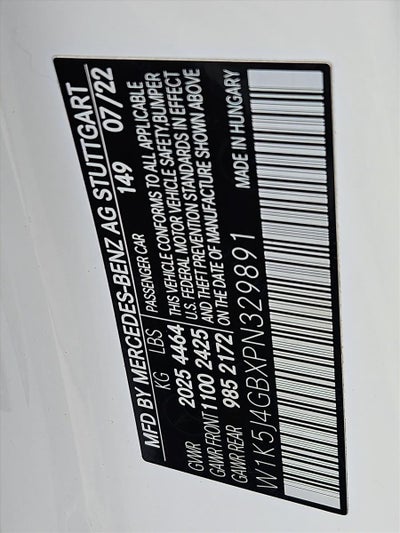 MFD BY MERCEDES-BENZ AG STUTTGART
KG LBS 149 07/22
GVWR 2025 4464
GAWR FRONT 1100 2425
GAWR REAR 985 2172
PASSENGER CAR
THIS VEHICLE CONFORMS TO ALL APPLICABLE
U.S. FEDERAL MOTOR VEHICLE SAFETY,BUMPER
AND THEFT PREVENTION STANDARDS IN EFFECT
ON THE DATE OF MANUFACTURE SHOWN ABOVE
W1K5J4GBXPN329891 MADE IN HUNGARY